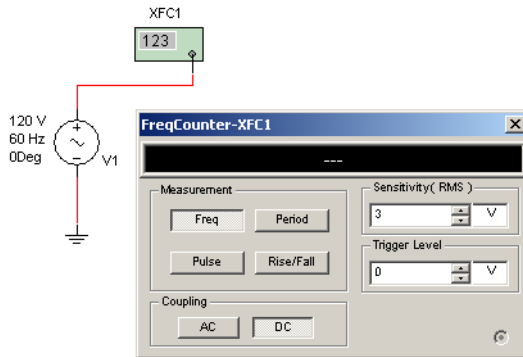 XFC1
123
120 V
60 Hz
0Deg
V1
FreqCounter-XFC1
---
Measurement
Freq
Period
Pulse
Rise/Fall
Sensitivity( RMS )
3
V
Trigger Level
0
V
Coupling
AC
DC